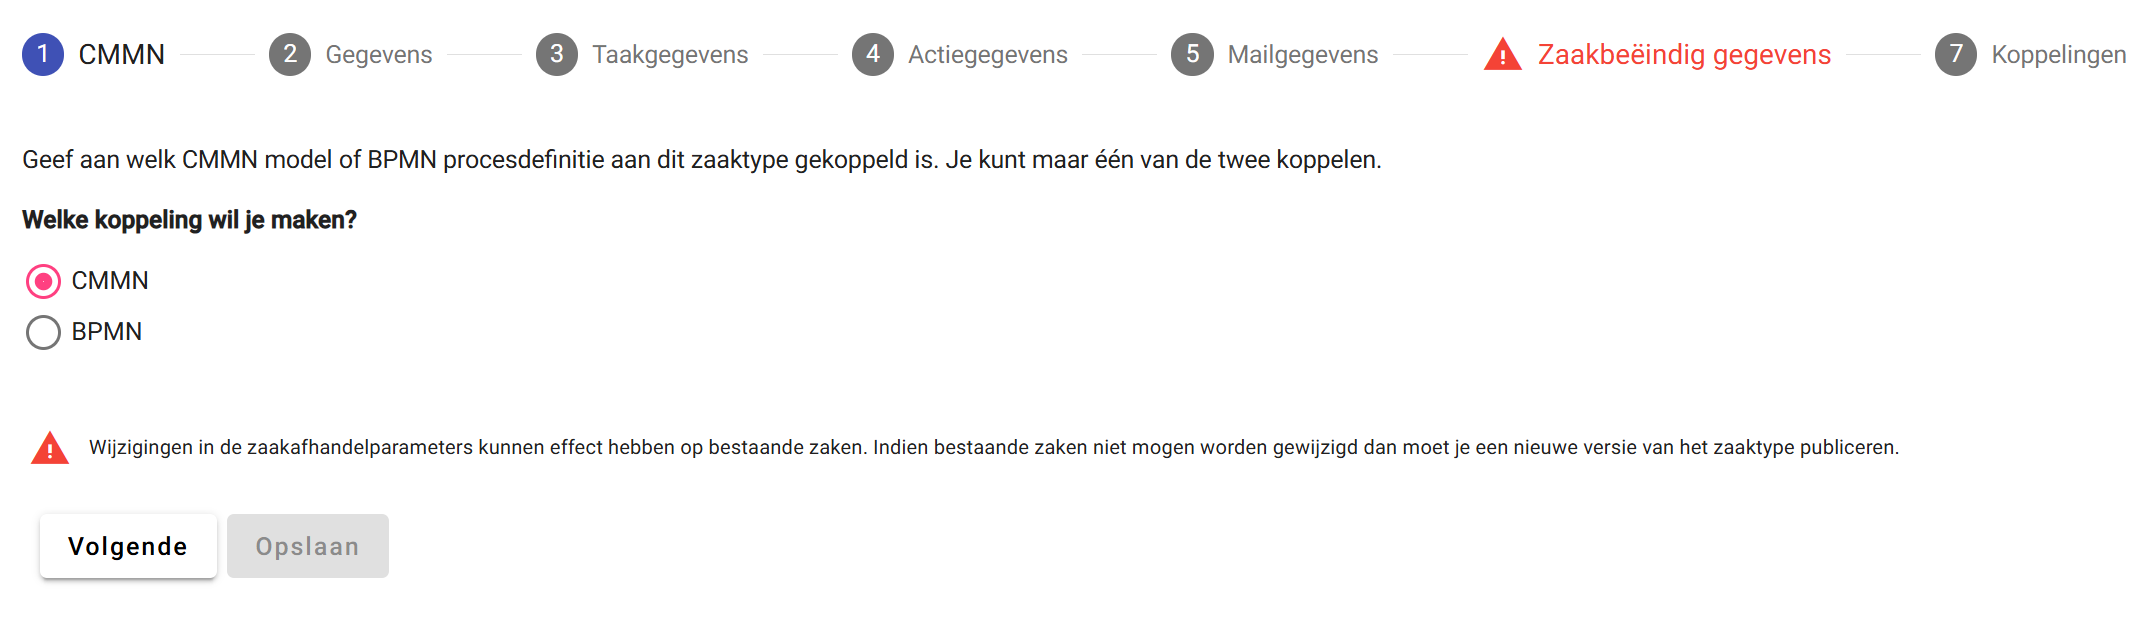 1 CMMN 2 Gegevens 3 Taakgegevens 4 Actiegegevens 5 Mailgegevens Zaakbeëindig gegevens 7 Koppelingen
Geef aan welk CMMN model of BPMN procesdefinitie aan dit zaaktype gekoppeld is. Je kunt maar één van de twee koppelen.
Welke koppeling wil je maken?
CMMN
BPMN
Wijzigingen in de zaakafhandelparameters kunnen effect hebben op bestaande zaken. Indien bestaande zaken niet mogen worden gewijzigd dan moet je een nieuwe versie van het zaaktype publiceren.
Volgende Opslaan